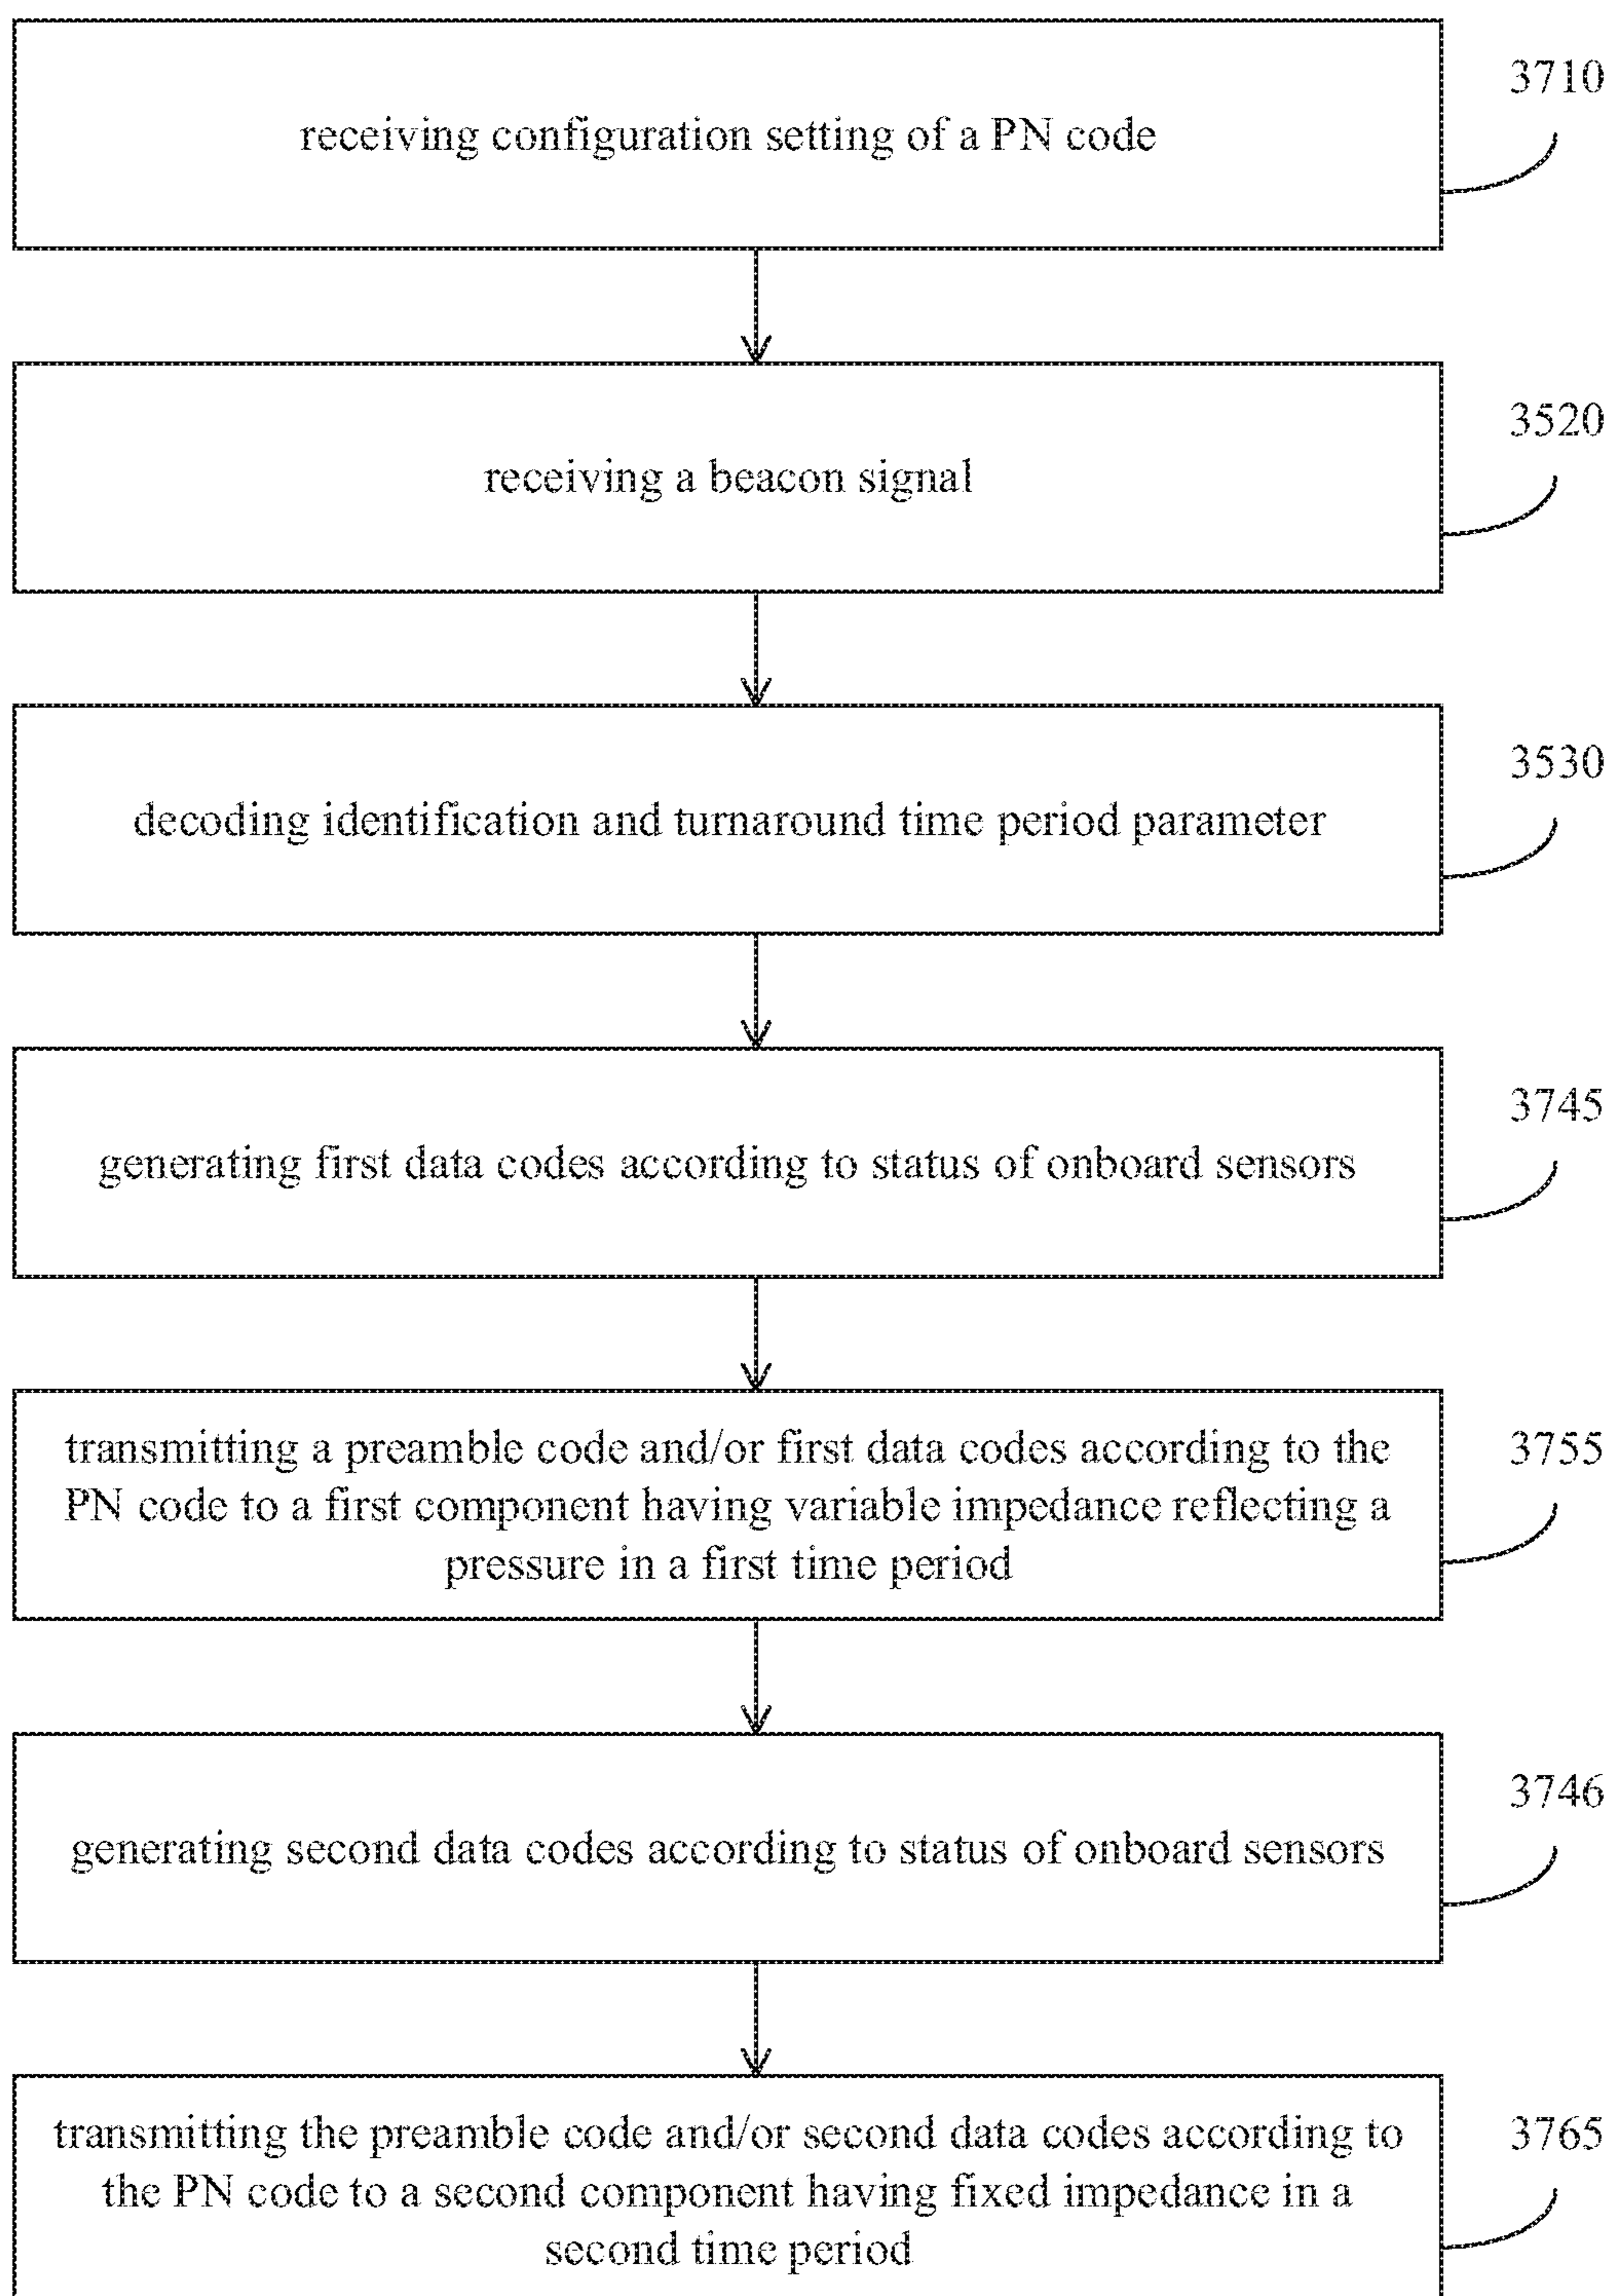 3710
receiving configuration setting of a PN code
3520
receiving a beacon signal
3530
decoding identification and turnaround time period parameter
3745
generating first data codes according to status of onboard sensors
3755
transmitting a preamble code and/or first data codes according to the
PN code to a first component having variable impedance reflecting a
pressure in a first time period
3746
generating second data codes according to status of onboard sensors
3765
transmitting the preamble code and/or second data codes according to
the PN code to a second component having fixed impedance in a
second time period